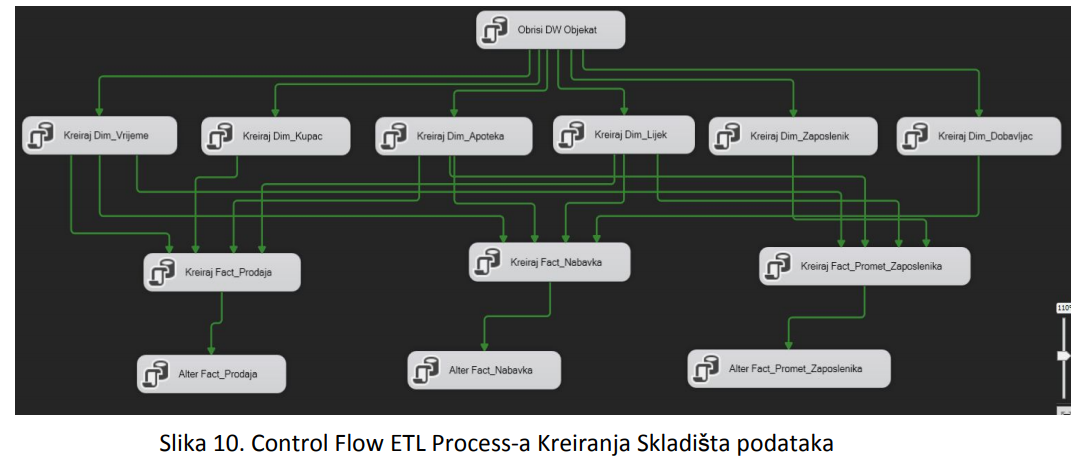 Obrisi DW Objekat
Kreiraj Dim_Vrijeme
Kreiraj Dim_Kupac
Kreiraj Dim_Apoteka
Kreiraj Dim_Lijek
Kreiraj Dim_Zaposlenik
Kreiraj Dim_Dobavljac
Kreiraj Fact_Prodaja
Kreiraj Fact_Nabavka
Kreiraj Fact_Promet_Zaposlenika
Alter Fact_Prodaja
Alter Fact_Nabavka
Alter Fact_Promet_Zaposlenika
Slika 10. Control Flow ETL Process-a Kreiranja Skladišta podataka